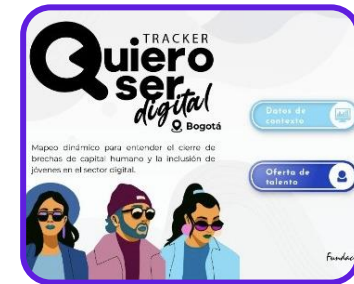 TRACKER
Quiero
ser
digital
Bogotá
Mapeo dinámico para entender el cierre de
brechas de capital humano y la inclusión de
jóvenes en el sector digital.
Datos de
contexto
Oferta de
talento